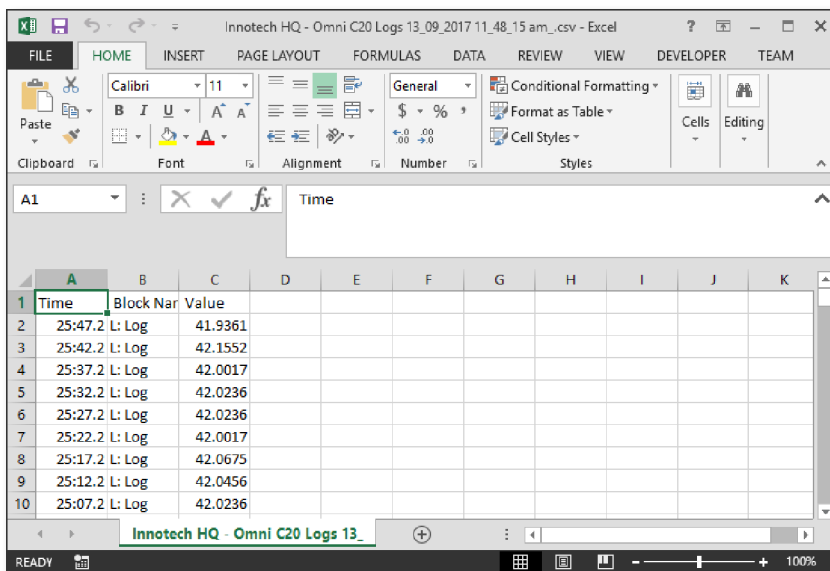 Innotech HQ - Omni C20 Logs 13_09_2017 11_48_15 am_.csv - Excel ?
FILE HOME INSERT PAGE LAYOUT FORMULAS DATA REVIEW VIEW DEVELOPER TEAM
Calibri 11 General Conditional Formatting
B I U A A $ % , Format as Table
Paste A .00 .00 Cell Styles Cells Editing
Clipboard Font Alignment Number Styles
A1 fx Time
A B C D E F G H I J K
1 Time Block Nar Value
2 25:47.2 L: Log 41.9361
3 25:42.2 L: Log 42.1552
4 25:37.2 L: Log 42.0017
5 25:32.2 L: Log 42.0236
6 25:27.2 L: Log 42.0236
7 25:22.2 L: Log 42.0017
8 25:17.2 L: Log 42.0675
9 25:12.2 L: Log 42.0456
10 25:07.2 L: Log 42.0236
Innotech HQ - Omni C20 Logs 13_
READY 100%